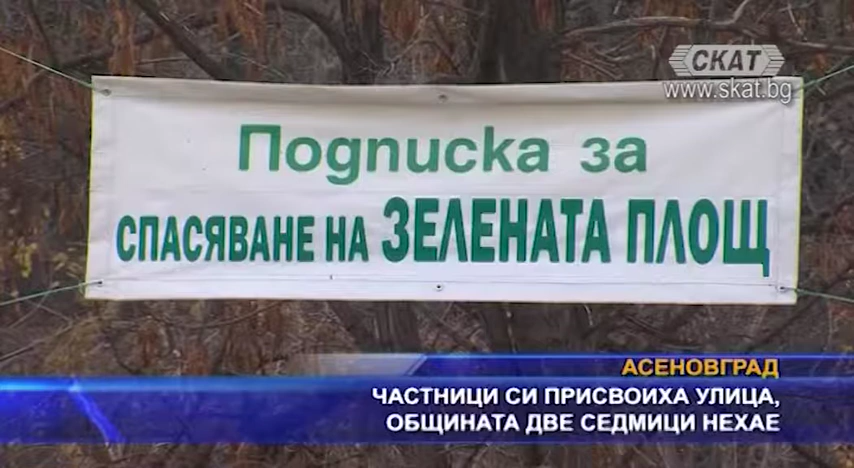 СКАТ
www.skat.bg
Подписка за
СПАСЯВАНЕ НА ЗЕЛЕНАТА ПЛОЩ
АСЕНОВГРАД
ЧАСТНИЦИ СИ ПРИСВОИХА УЛИЦА,
ОБЩИНАТА ДВЕ СЕДМИЦИ НЕХАЕ